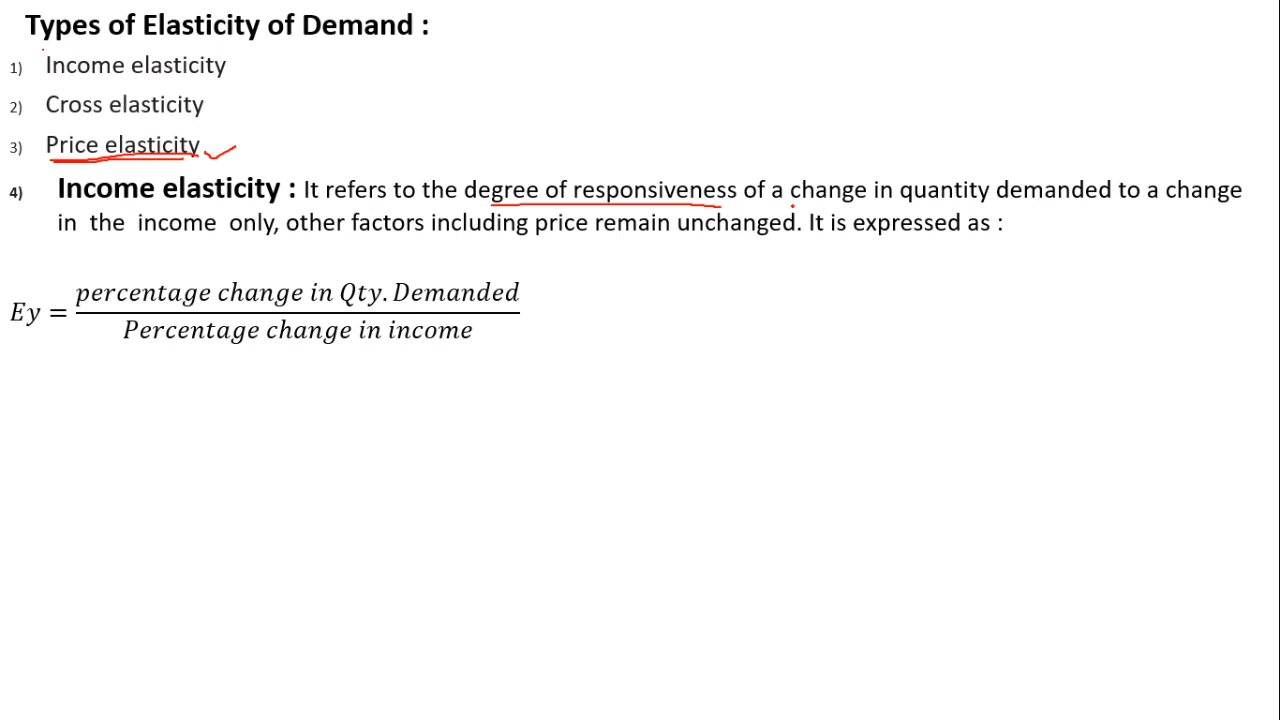 Types of Elasticity of Demand :
1) Income elasticity
2) Cross elasticity
3) Price elasticity
4) Income elasticity : It refers to the degree of responsiveness of a change in quantity demanded to a change
in the income only, other factors including price remain unchanged. It is expressed as :
percentage change in Qty. Demanded
Ey =
Percentage change in income